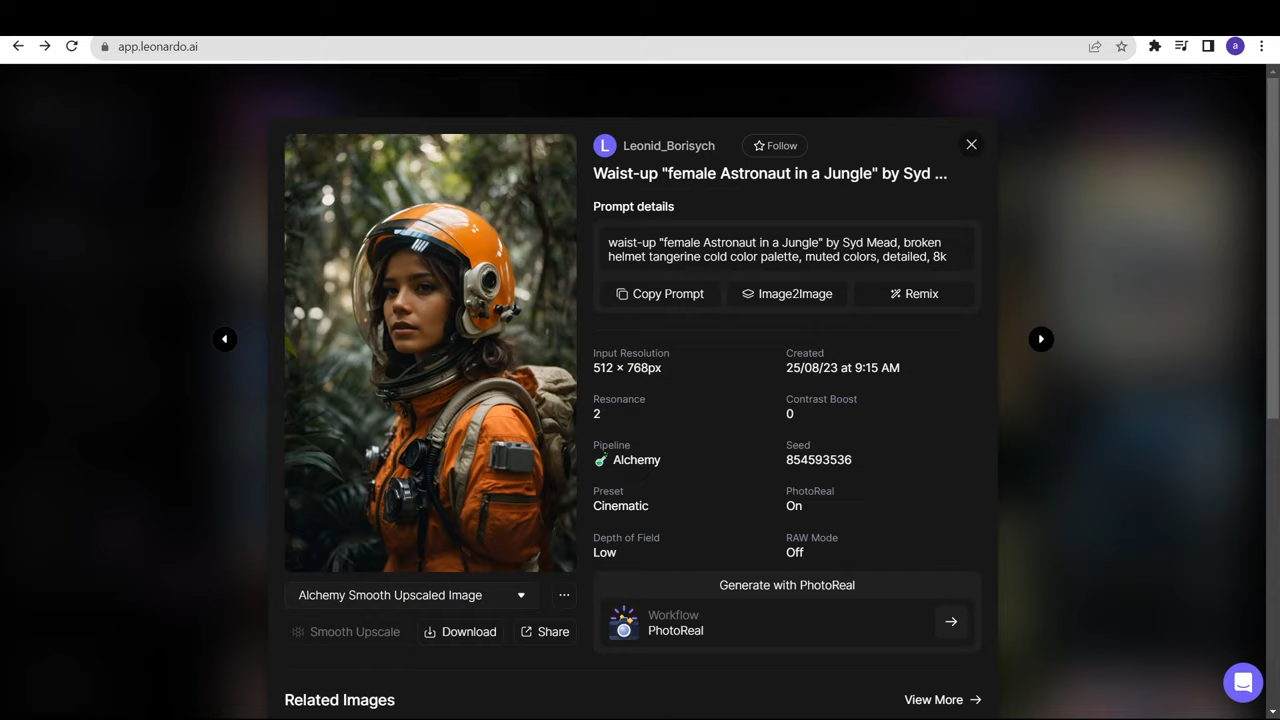 app.leonardo.ai
a
L Leonid_Borisych Follow
Waist-up "female Astronaut in a Jungle" by Syd ...
Prompt details
waist-up "female Astronaut in a Jungle" by Syd Mead, broken
helmet tangerine cold color palette, muted colors, detailed, 8k
Copy Prompt Image2Image Remix
Input Resolution Created
512 × 768px 25/08/23 at 9:15 AM
Resonance Contrast Boost
2 0
Pipeline Seed
Alchemy 854593536
Preset PhotoReal
Cinematic On
Depth of Field RAW Mode
Low Off
Generate with PhotoReal
Workflow
PhotoReal
Alchemy Smooth Upscaled Image
Smooth Upscale Download Share
Related Images View More